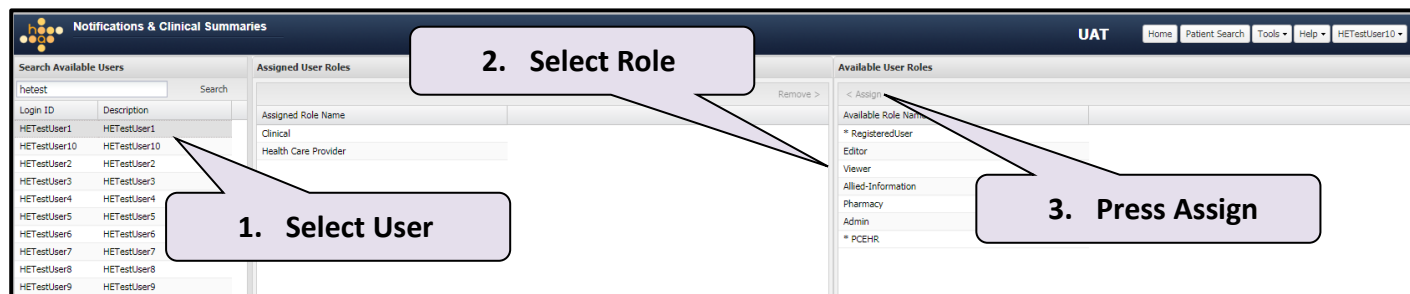 hego
Notifications & Clinical Summaries
UAT
Home Patient Search Tools Help HETestUser10
2. Select Role
Search Available Users
Assigned User Roles
Available User Roles
hetest Search
Remove >
< Assign
Login ID Description
Assigned Role Name
Available Role Name
HETestUser1 HETestUser1
HETestUser10 HETestUser10
HETestUser2 HETestUser2
HETestUser3 HETestUser3
HETestUser4 HETestUser4
HETestUser5 HETestUser5
HETestUser6 HETestUser6
HETestUser7 HETestUser7
HETestUser8 HETestUser8
HETestUser9 HETestUser9
Clinical
Health Care Provider
* RegisteredUser
Editor
Viewer
Allied-Information
Pharmacy
Admin
* PCEHR
1. Select User
3. Press Assign